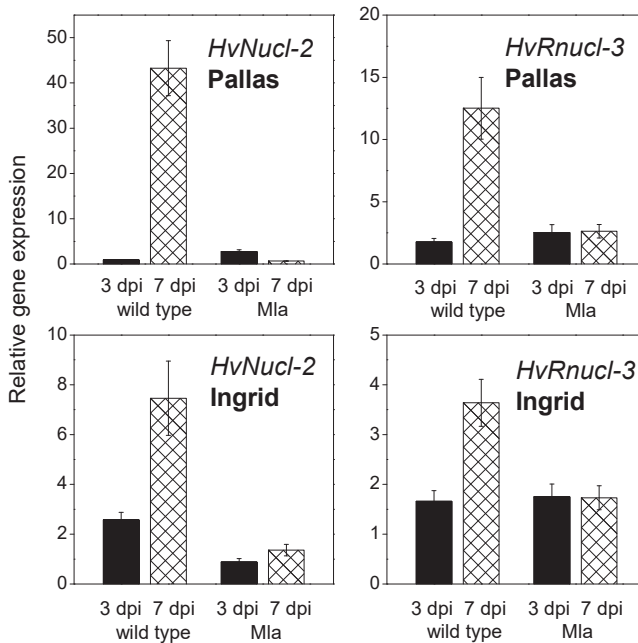 Relative gene expression
HvNucl-2
Pallas
50
40
30
20
10
0
3 dpi 7 dpi 3 dpi 7 dpi
wild type Mla
HvRnucl-3
Pallas
20
15
10
5
0
3 dpi 7 dpi 3 dpi 7 dpi
wild type Mla
HvNucl-2
Ingrid
10
8
6
4
2
0
3 dpi 7 dpi 3 dpi 7 dpi
wild type Mla
HvRnucl-3
Ingrid
5
4
3
2
1
0
3 dpi 7 dpi 3 dpi 7 dpi
wild type Mla